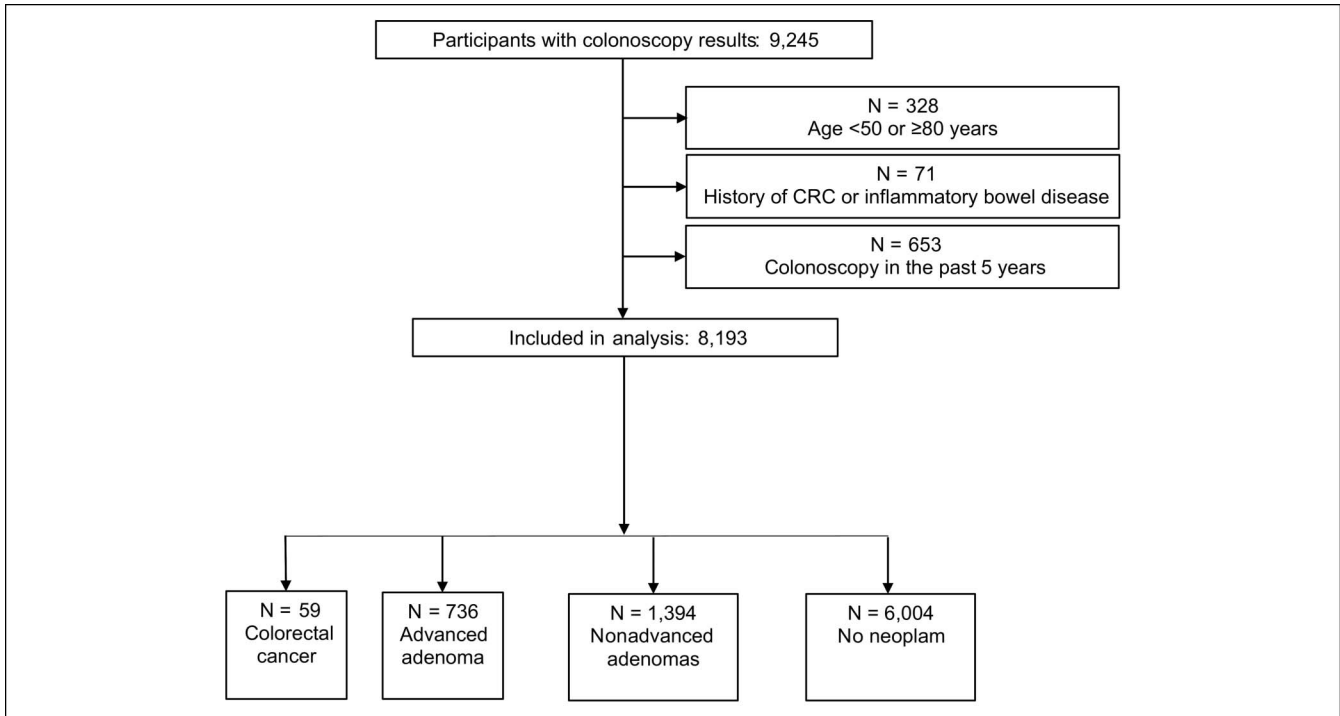 Participants with colonoscopy results: 9,245
N = 328
Age <50 or ≥80 years
N = 71
History of CRC or inflammatory bowel disease
N = 653
Colonoscopy in the past 5 years
Included in analysis: 8,193
N = 59
Colorectal
cancer
N = 736
Advanced
adenoma
N = 1,394
Nonadvanced
adenomas
N = 6,004
No neoplam